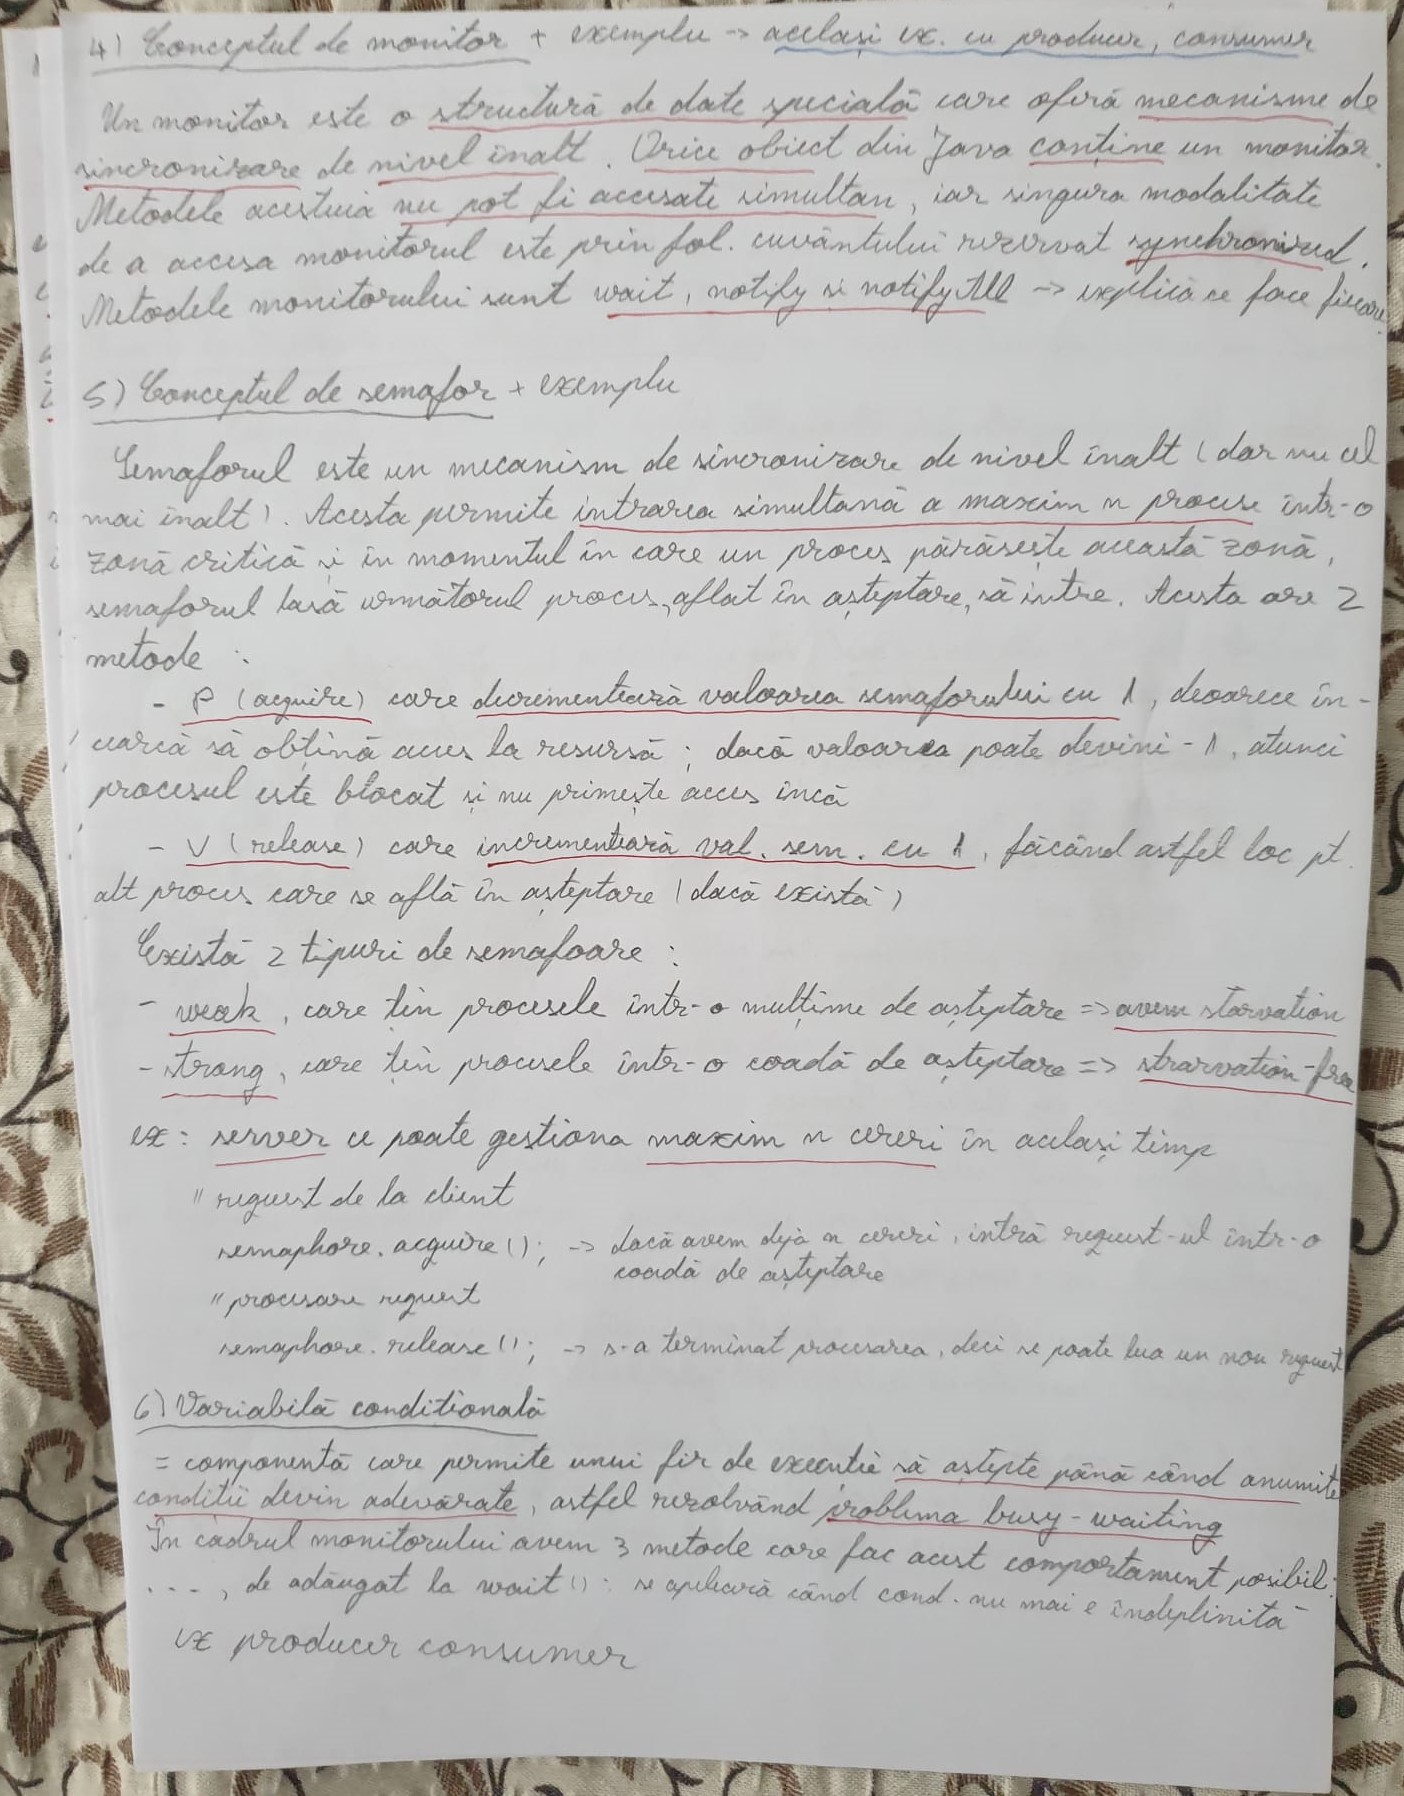 4) Conceptul de monitor + exemplu -> același ex. cu producer, consumer
Un monitor este o structură de date specială care oferă mecanisme de
sincronizare de nivel înalt. Orice obiect din Java conține un monitor.
Metodele acestuia nu pot fi accesate simultan, iar singura modalitate
de a accesa monitorul este prin fol. cuvântului rezervat synchronized.
Metodele monitorului sunt wait, notify si notifyAll -> explică ce face fiecare
5) Conceptul de semafor + exemplu
Semaforul este un mecanism de sincronizare de nivel înalt (dar nu cel
mai înalt). Acesta permite intrarea simultană a maxim n procese intr-o
zonă critică și în momentul în care un proces părăsește această zonă,
semaforul lasă următorul proces, aflat în așteptare, să intre. Acesta are 2
metode :
- P (acquire) care decrementează valoarea semaforului cu 1, deoarece în-
cearcă să obțină acces la resursă ; dacă valoarea poate devini -1, atunci
procesul este blocat și nu primește acces încă
- V (release) care incrementează val. sem. cu 1, făcând astfel loc pt.
alt proces care se află în așteptare (dacă există)
Există 2 tipuri de semafoare :
- weak, care țin procesele într-o mulțime de așteptare => avem starvation
- strong, care țin procesele într-o coadă de așteptare => strarvation-free
ex : server ce poate gestiona maxim n cereri în același timp
" request de la client
semaphore.acquire(); -> dacă avem deja n cereri, intră request-ul într-o
coadă de așteptare
" procesare request
semaphore.release(); -> s-a terminat procesarea, deci se poate lua un nou request
6) Variabilă condițională
= componentă care permite unui fir de executie să aștepte până când anumite
conditii devin adevărate, astfel rezolvând problema busy-waiting
În cadrul monitorului avem 3 metode care fac acest comportament posibil:
..., de adăugat la wait() : se apelează când cond. nu mai e îndeplinită
ex producer consumer